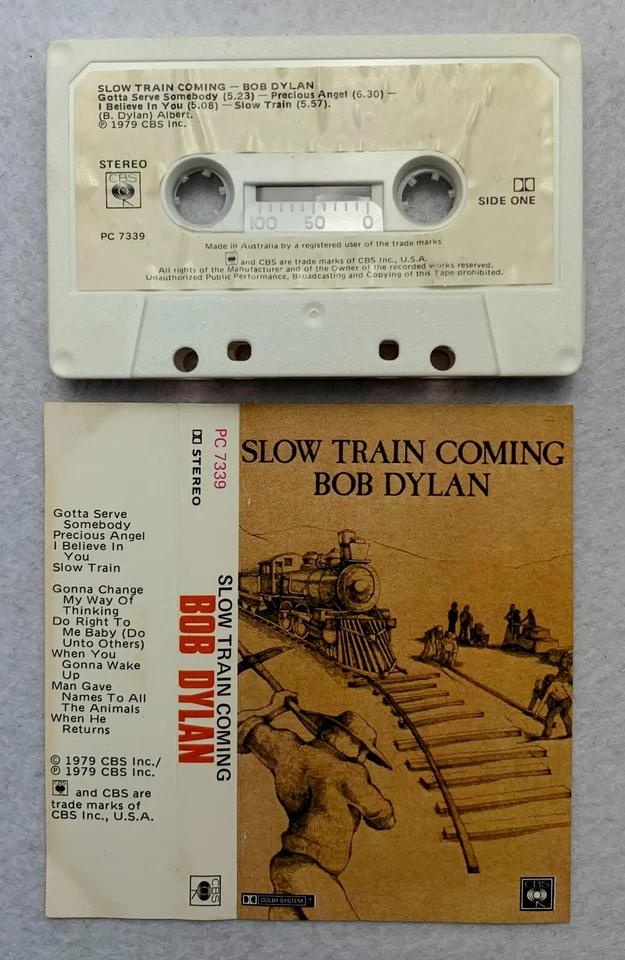 SLOW TRAIN COMING — BOB DYLAN
Gotta Serve Somebody (5.23) — Precious Angel (6.30) —
I Believe In You (5.08) — Slow Train (5.57).
(B. Dylan) Albert.
℗ 1979 CBS Inc.
STEREO
CBS
PC 7339
SIDE ONE
100 50 0
Made in Australia by a registered user of the trade marks
and CBS are trade marks of CBS Inc., U.S.A.
All rights of the Manufacturer and of the Owner of the recorded works reserved.
Unauthorized Public Performance, Broadcasting and Copying of this Tape prohibited.
Gotta Serve
Somebody
Precious Angel
I Believe In
You
Slow Train
Gonna Change
My Way Of
Thinking
Do Right To
Me Baby (Do
Unto Others)
When You
Gonna Wake
Up
Man Gave
Names To All
The Animals
When He
Returns
© 1979 CBS Inc./
℗ 1979 CBS Inc.
and CBS are
trade marks of
CBS Inc., U.S.A.
PC 7339
STEREO
SLOW TRAIN COMING
BOB DYLAN
CBS
SLOW TRAIN COMING
BOB DYLAN
DOLBY SYSTEM
CBS